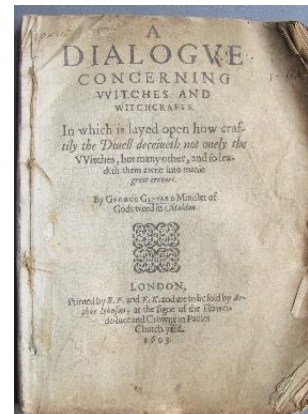 A
DIALOGVE
CONCERNING
VVITCHES AND
WITCHCRAFTS.
In which is layed open how craf-
tily the Diuell deceiueth not onely the
VVitches, but many other, and so lea-
deth them awrie into manie
great errours.
By GEORGE GIFFARD Minister of
Gods word in Maldon.
LONDON,
Printed by R. F. and F. K. and are to be sold by Ar-
thur Iohnson, at the signe of the Flower-
de-luce and Crowne in Paules
Church-yard.
1603